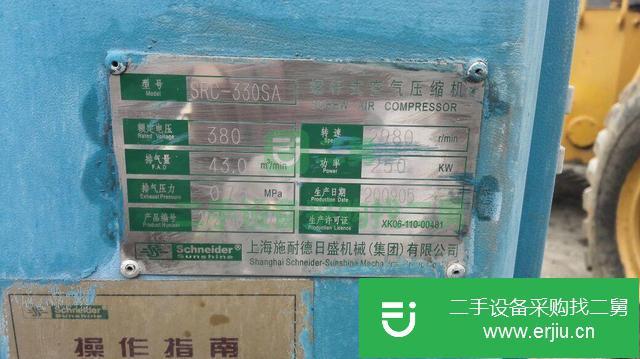 型号 Model SRC-330SA 螺杆式空气压缩机
SCREW AIR COMPRESSOR
额定电压 Rated Voltage 380 转速 Speed 2980 r/min
排气量 F.A.D 43.0 m³/min 功率 Power 250 KW
排气压力 Exhaust Pressure MPa 生产日期 Production Date 200905
产品编号 Product Number 生产许可证 Production Licence XK06-110-00481
Schneider Sunshine 上海施耐德日盛机械(集团)有限公司
Shanghai Schneider-Sunshine
Schneider Sunshine
操作指南
二手设备采购找二舅
www.erjiu.cn